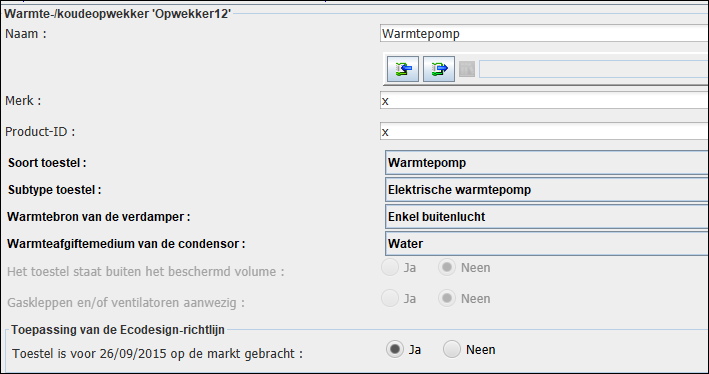 Warmte-/koudeopwekker 'Opwekker12'
Naam : Warmtepomp
Merk : x
Product-ID : x
Soort toestel : Warmtepomp
Subtype toestel : Elektrische warmtepomp
Warmtebron van de verdamper : Enkel buitenlucht
Warmteafgiftemedium van de condensor : Water
Het toestel staat buiten het beschermd volume : Ja Neen
Gaskleppen en/of ventilatoren aanwezig : Ja Neen
Toepassing van de Ecodesign-richtlijn
Toestel is voor 26/09/2015 op de markt gebracht : Ja Neen